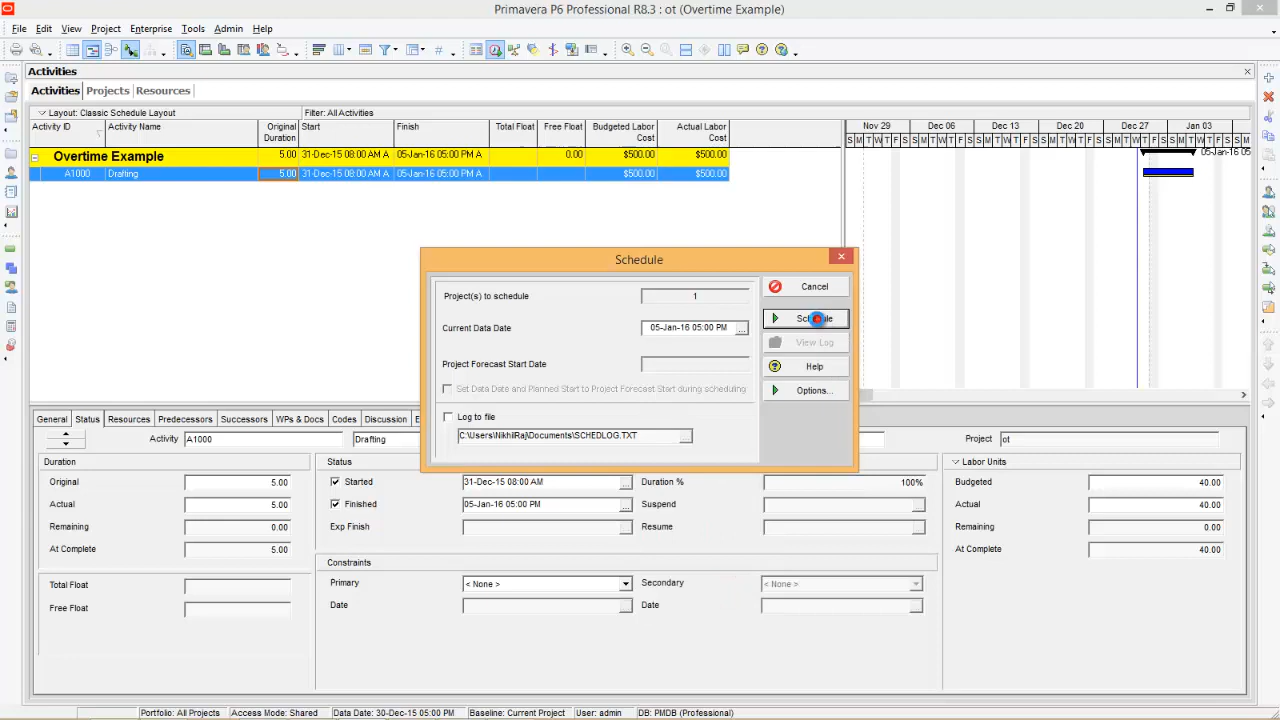 Primavera P6 Professional R8.3 : ot (Overtime Example)
File Edit View Project Enterprise Tools Admin Help
Activities
Activities Projects Resources
Layout: Classic Schedule Layout Filter: All Activities
Activity ID Activity Name Original Duration Start Finish Total Float Free Float Budgeted Labor Cost Actual Labor Cost
Nov 29 Dec 06 Dec 13 Dec 20 Dec 27 Jan 03
S M T W T F S S M T W T F S S M T W T F S S M T W T F S S M T W T F S S M T W T F S
Overtime Example 5.00 31-Dec-15 08:00 AM A 05-Jan-16 05:00 PM A 0.00 $500.00 $500.00 05-Jan-16 05
A1000 Drafting 5.00 31-Dec-15 08:00 AM A 05-Jan-16 05:00 PM A $500.00 $500.00
Schedule
Project(s) to schedule 1 Cancel
Current Data Date 05-Jan-16 05:00 PM ... Schedule
View Log
Project Forecast Start Date Help
Set Data Date and Planned Start to Project Forecast Start during scheduling Options...
Log to file
C:\Users\NikhilRaj\Documents\SCHEDLOG.TXT ...
General Status Resources Predecessors Successors WPs & Docs Codes Discussion
Activity A1000 Drafting Project ot
Duration Status Labor Units
Original 5.00 Started 31-Dec-15 08:00 AM ... Duration % 100% Budgeted 40.00
Actual 5.00 Finished 05-Jan-16 05:00 PM ... Suspend ... Actual 40.00
Remaining 0.00 Exp Finish ... Resume ... Remaining 0.00
At Complete 5.00 At Complete 40.00
Constraints
Total Float Primary < None > Secondary < None >
Free Float Date ... Date ...
Portfolio: All Projects Access Mode: Shared Data Date: 30-Dec-15 05:00 PM Baseline: Current Project User: admin DB: PMDB (Professional)